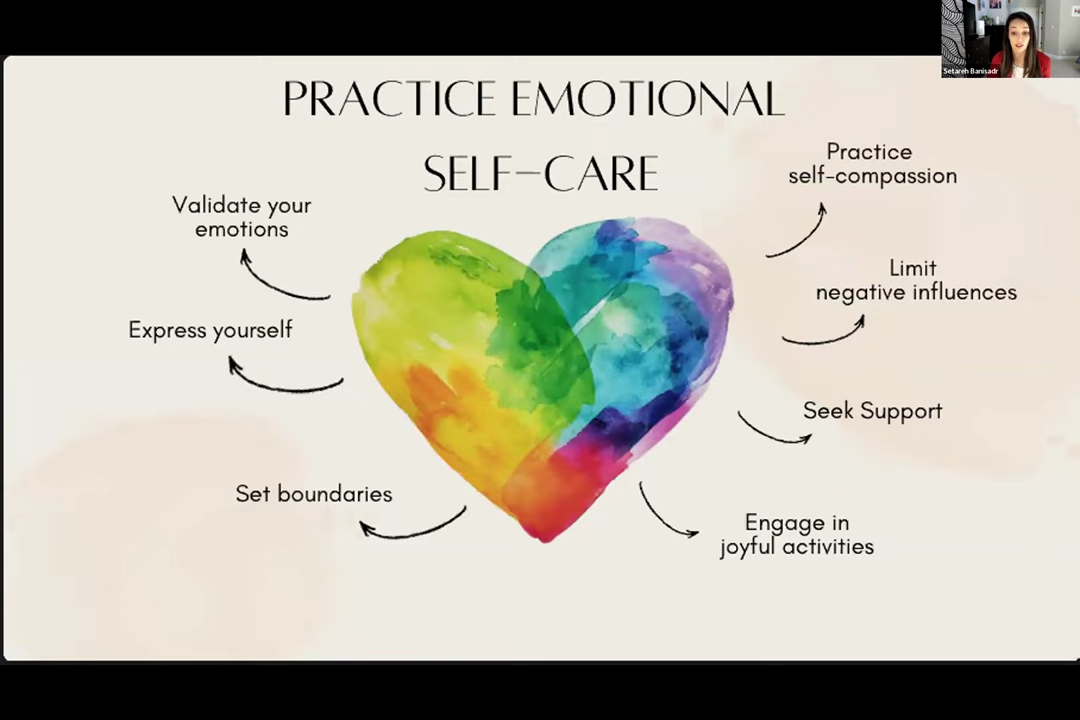 Setareh Banisadr
PRACTICE EMOTIONAL
SELF-CARE
Validate your
emotions
Express yourself
Set boundaries
Practice
self-compassion
Limit
negative influences
Seek Support
Engage in
joyful activities